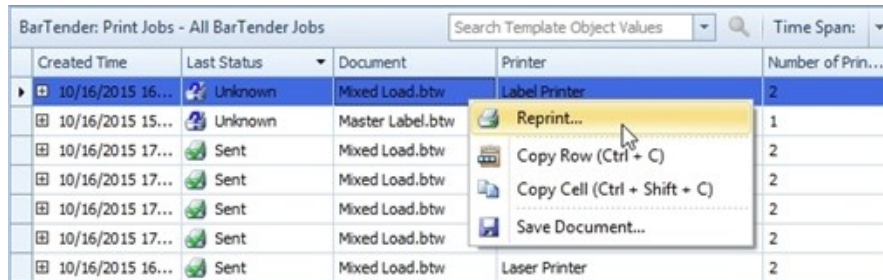 BarTender: Print Jobs - All BarTender Jobs Search Template Object Values Time Span:
Created Time Last Status Document Printer Number of Prin...
10/16/2015 16... Unknown Mixed Load.btw Label Printer 2
10/16/2015 15... Unknown Master Label.btw 1
Reprint...
10/16/2015 17... Sent Mixed Load.btw 2
Copy Row (Ctrl + C)
10/16/2015 17... Sent Mixed Load.btw 2
Copy Cell (Ctrl + Shift + C)
10/16/2015 17... Sent Mixed Load.btw 2
Save Document...
10/16/2015 17... Sent Mixed Load.btw 2
10/16/2015 16... Sent Mixed Load.btw Laser Printer 2